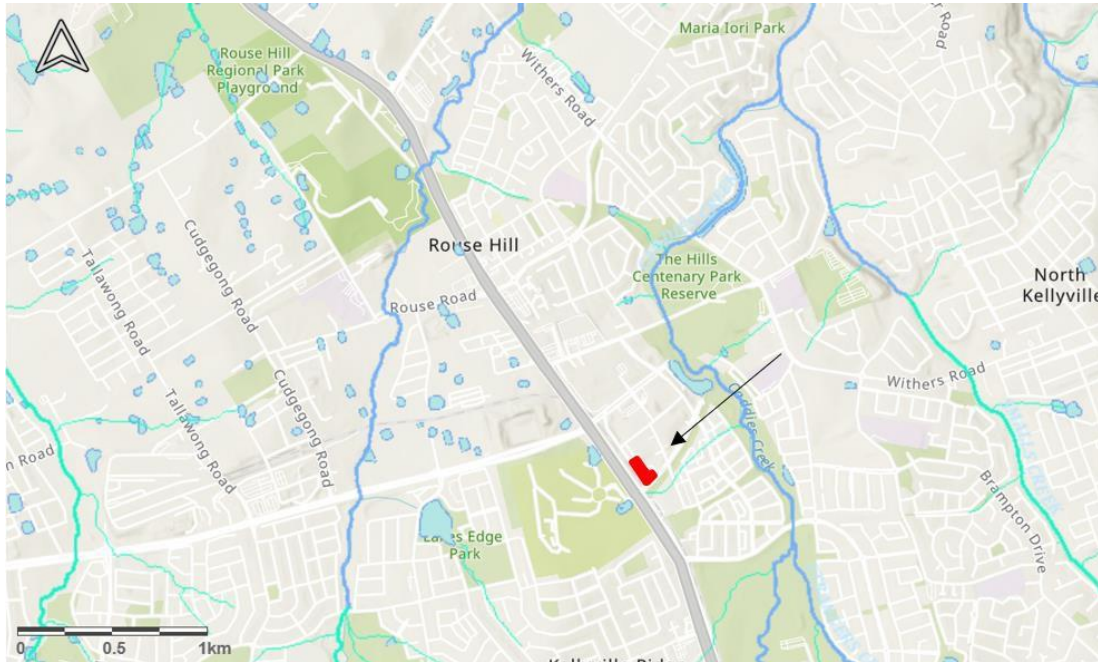 Maria Iori Park
Rouse Hill
Regional Park
Playground
Withers Road
Road
Rouse Hill
The Hills
Centenary Park
Reserve
North
Kellyville
Tallawong Road
Cudgegong Road
Rouse Road
Withers Road
Caddies Creek
Cudgegong Road
Tallawong Road
Road
Brampton Drive
Edge
Park
0 0.5 1km